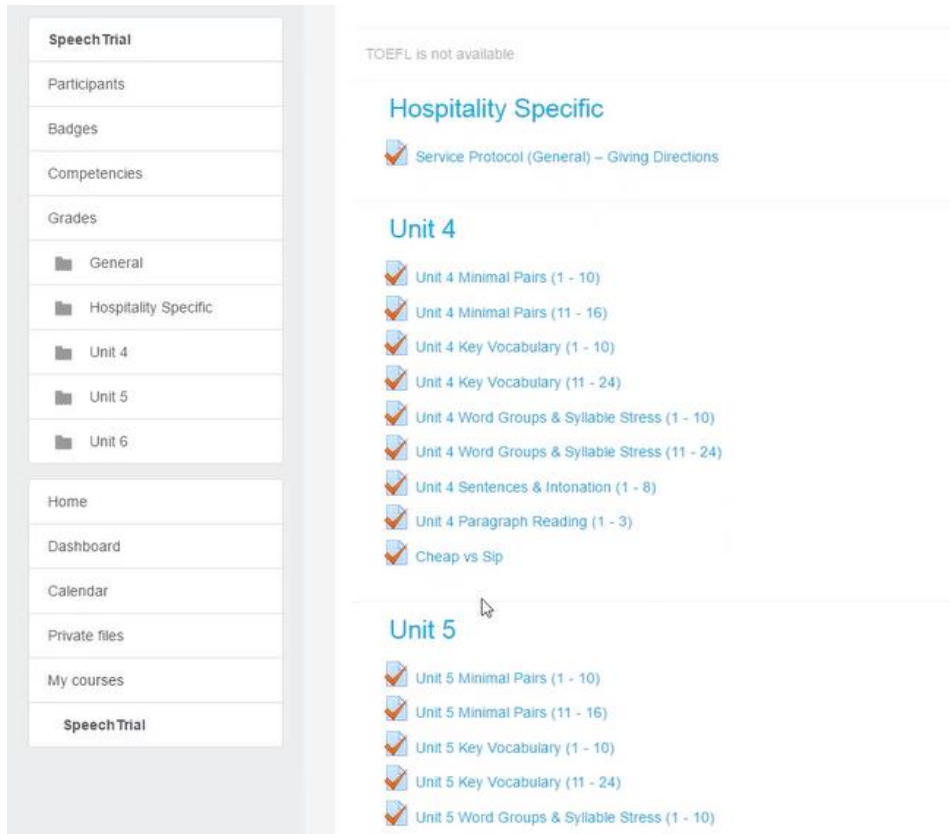 SpeechTrial
Participants
Badges
Competencies
Grades
General
Hospitality Specific
Unit 4
Unit 5
Unit 6
Home
Dashboard
Calendar
Private files
My courses
SpeechTrial
TOEFL is not available
Hospitality Specific
Service Protocol (General) – Giving Directions
Unit 4
Unit 4 Minimal Pairs (1 - 10)
Unit 4 Minimal Pairs (11 - 16)
Unit 4 Key Vocabulary (1 - 10)
Unit 4 Key Vocabulary (11 - 24)
Unit 4 Word Groups & Syllable Stress (1 - 10)
Unit 4 Word Groups & Syllable Stress (11 - 24)
Unit 4 Sentences & Intonation (1 - 8)
Unit 4 Paragraph Reading (1 - 3)
Cheap vs Sip
Unit 5
Unit 5 Minimal Pairs (1 - 10)
Unit 5 Minimal Pairs (11 - 16)
Unit 5 Key Vocabulary (1 - 10)
Unit 5 Key Vocabulary (11 - 24)
Unit 5 Word Groups & Syllable Stress (1 - 10)